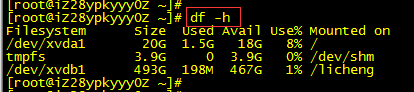 [root@iZ28ypkyyy0Z ~]#
[root@iZ28ypkyyy0Z ~]# df -h
Filesystem Size Used Avail Use% Mounted on
/dev/xvda1 20G 1.5G 18G 8% /
tmpfs 3.9G 0 3.9G 0% /dev/shm
/dev/xvdb1 493G 198M 467G 1% /licheng
[root@iZ28ypkyyy0Z ~]#